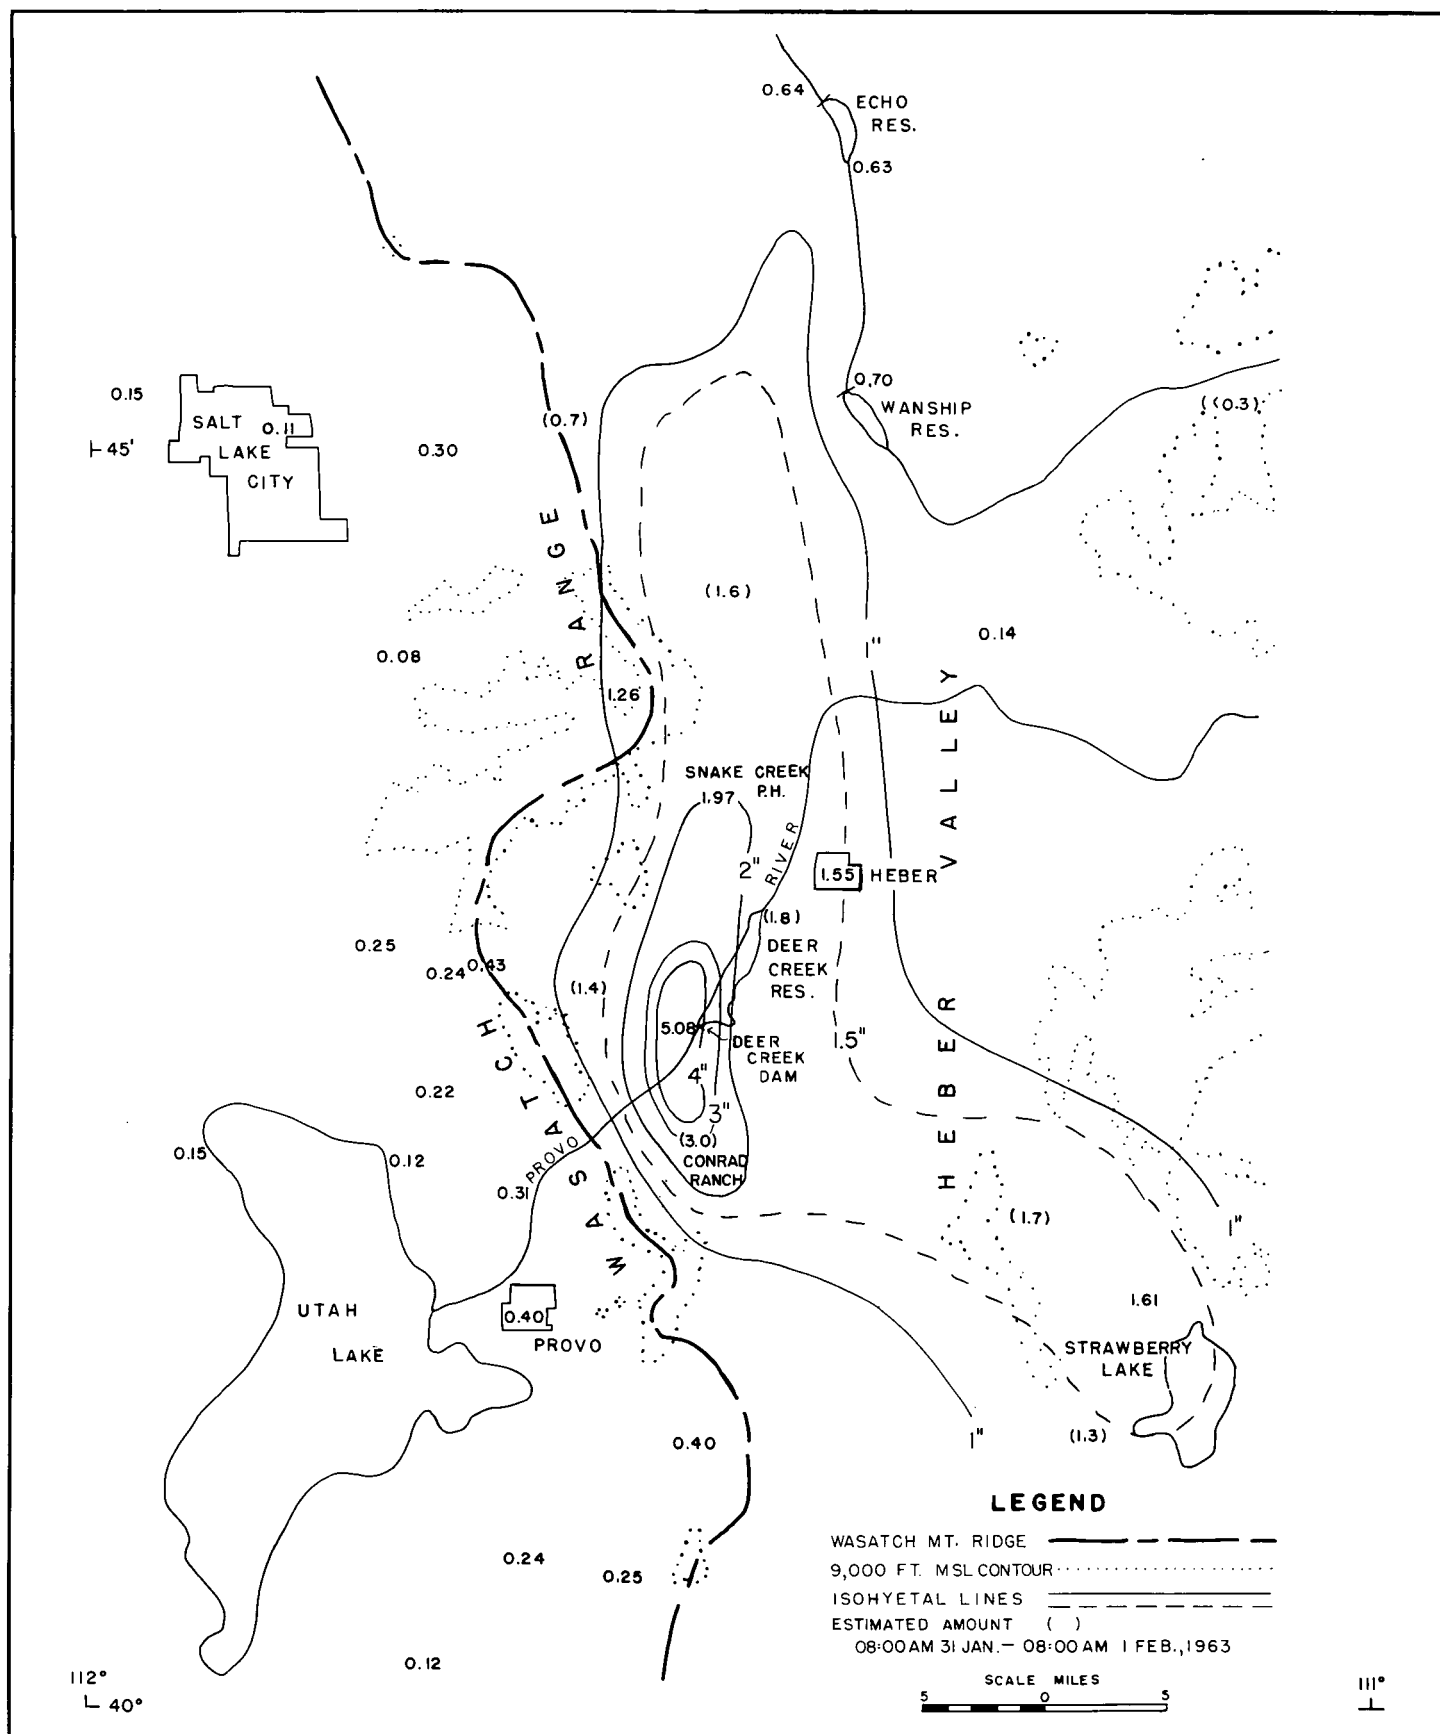 0.64
ECHO
RES.
0.63
0.15
SALT
0.11
LAKE
CITY
⊢ 45'
(0.7)
0.30
0.70
WANSHIP
RES.
((0.3)
WASATCH RANGE
(1.6)
1"
0.14
0.08
1.26
HEBER VALLEY
SNAKE CREEK
P.H.
1.97
2"
RIVER
1.55
HEBER
(1.8)
DEER
CREEK
RES.
0.25
0.24
0.43
(1.4)
5.08
DEER
CREEK
DAM
1.5"
4"
3"
0.22
(3.0)
CONRAD
RANCH
0.15
0.12
PROVO
0.31
(1.7)
1"
UTAH
LAKE
0.40
PROVO
1.61
STRAWBERRY
LAKE
0.40
1"
(1.3)
0.24
0.25
0.12
LEGEND
WASATCH MT. RIDGE
9,000 FT. MSL CONTOUR
ISOHYETAL LINES
ESTIMATED AMOUNT ( )
08:00 AM 31 JAN. – 08:00 AM 1 FEB., 1963
SCALE MILES
5 0 5
112°
40°
111°